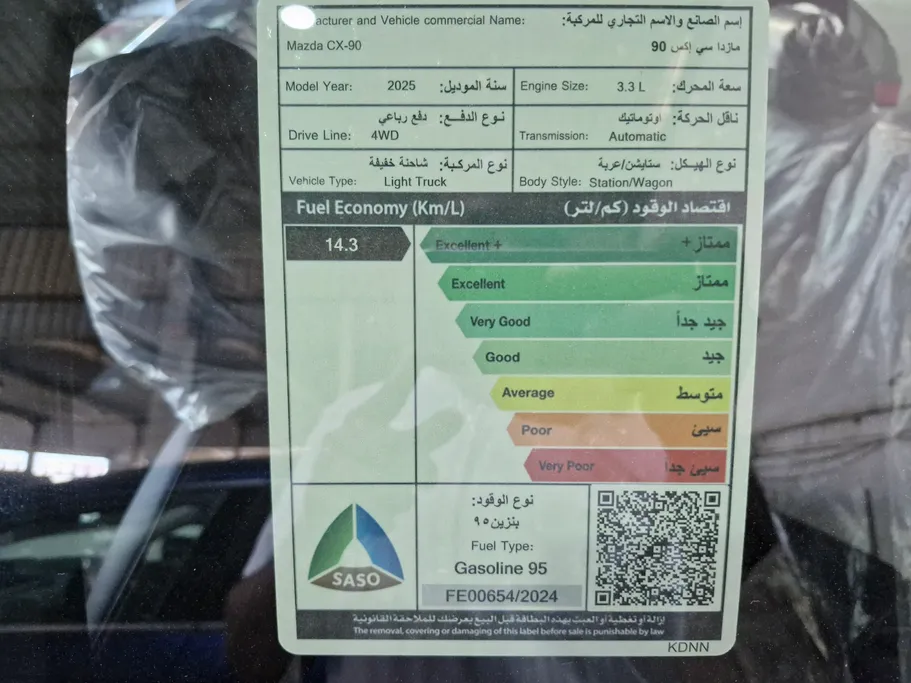 acturer and Vehicle commercial Name: إسم الصانع والاسم التجاري للمركبة:
Mazda CX-90 مازدا سي إكس 90
Model Year: 2025 سنة الموديل: Engine Size: 3.3 L سعة المحرك:
نوع الدفـع: دفع رباعي ناقل الحركة: أوتوماتيك
Drive Line: 4WD Transmission: Automatic
نوع المركبة: شاحنة خفيفة نوع الهيكل: ستايشن/عربة
Vehicle Type: Light Truck Body Style: Station/Wagon
Fuel Economy (Km/L) اقتصاد الوقود (كم/لتر)
14.3 Excellent + ممتاز +
Excellent ممتاز
Very Good جيد جداً
Good جيد
Average متوسط
Poor سيئ
Very Poor سيئ جداً
نوع الوقود:
بنزين ٩٥
Fuel Type:
Gasoline 95
SASO
FE00654/2024
إزالة أو تغطية أو العبث بهذه البطاقة قبل البيع يعرضك للملاحقة القانونية
The removal, covering or damaging of this label before sale is punishable by law
KDNN